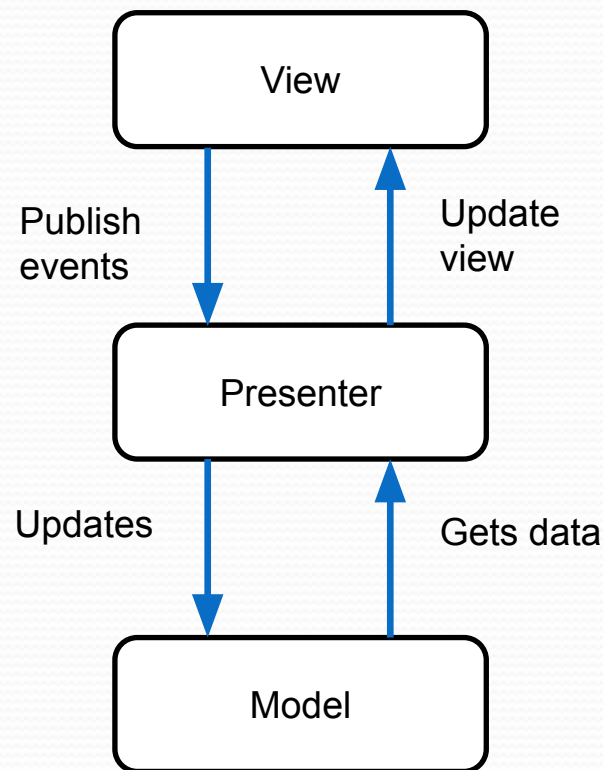 View
Publish
events
Update
view
Presenter
Updates
Gets data
Model